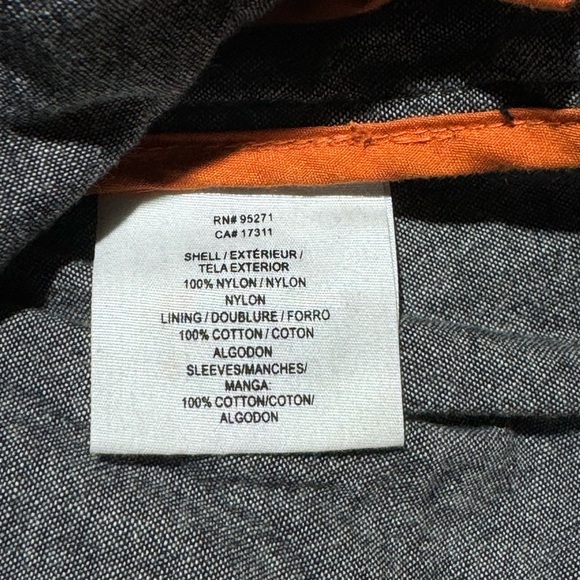 RN# 95271
CA# 17311
SHELL / EXTÉRIEUR /
TELA EXTERIOR
100% NYLON / NYLON
NYLON
LINING / DOUBLURE / FORRO
100% COTTON / COTON
ALGODON
SLEEVES/MANCHES/
MANGA:
100% COTTON/COTON/
ALGODON